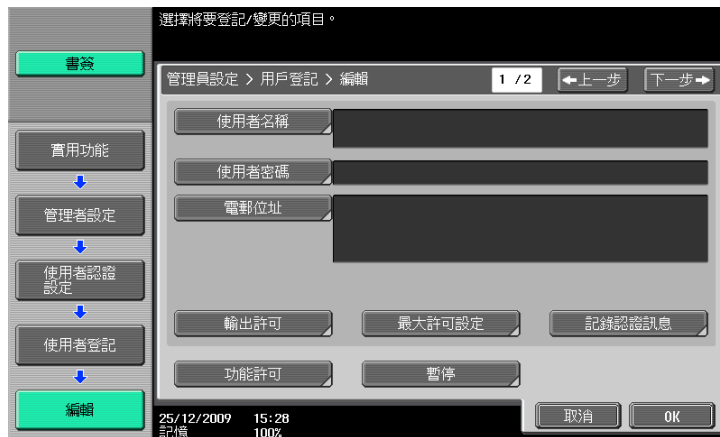 選擇將要登記/變更的項目。
書簽
管理員設定 > 用戶登記 > 編輯
1 /2
←上一步
下一步→
使用者名稱
使用者密碼
電郵位址
實用功能
管理者設定
使用者認證
設定
使用者登記
編輯
輸出許可
最大許可設定
記錄認證訊息
功能許可
暫停
取消
OK
25/12/2009 15:28
記憶 100%